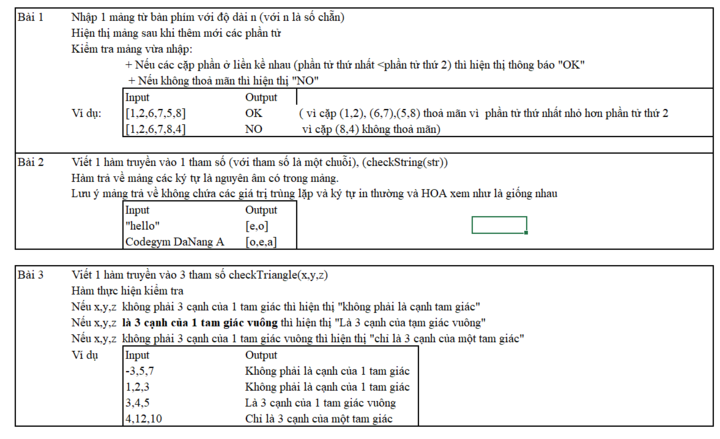 Bài 1 Nhập 1 mảng từ bàn phím với độ dài n (với n là số chẵn)
Hiện thị mảng sau khi thêm mới các phần tử
Kiểm tra mảng vừa nhập:
+ Nếu các cặp phần ở liền kề nhau (phần tử thứ nhất <phần tử thứ 2) thì hiện thị thông báo "OK"
+ Nếu không thoả mãn thì hiện thị "NO"
Input Output
Ví dụ: [1,2,6,7,5,8] OK ( vì cặp (1,2), (6,7),(5,8) thoả mãn vì phần tử thứ nhất nhỏ hơn phần tử thứ 2
[1,2,6,7,8,4] NO vì cặp (8,4) không thoả mãn)
Bài 2 Viết 1 hàm truyền vào 1 tham số (với tham số là một chuỗi), (checkString(str))
Hàm trả về mảng các ký tự là nguyên âm có trong mảng.
Lưu ý mảng trả về không chứa các giá trị trùng lặp và ký tự in thường và HOA xem như là giống nhau
Input Output
"hello" [e,o]
Codegym DaNang A [o,e,a]
Bài 3 Viết 1 hàm truyền vào 3 tham số checkTriangle(x,y,z)
Hàm thực hiện kiểm tra
Nếu x,y,z không phải 3 cạnh của 1 tam giác thì hiện thị "không phải là cạnh tam giác"
Nếu x,y,z là 3 cạnh của 1 tam giác vuông thì hiện thị "Là 3 cạnh của tam giác vuông"
Nếu x,y,z không phải 3 cạnh của 1 tam giác vuông thì hiện thị "chỉ là 3 cạnh của một tam giác"
Ví dụ Input Output
-3,5,7 Không phải là cạnh của 1 tam giác
1,2,3 Không phải là cạnh của 1 tam giác
3,4,5 Là 3 cạnh của 1 tam giác vuông
4,12,10 Chỉ là 3 cạnh của một tam giác